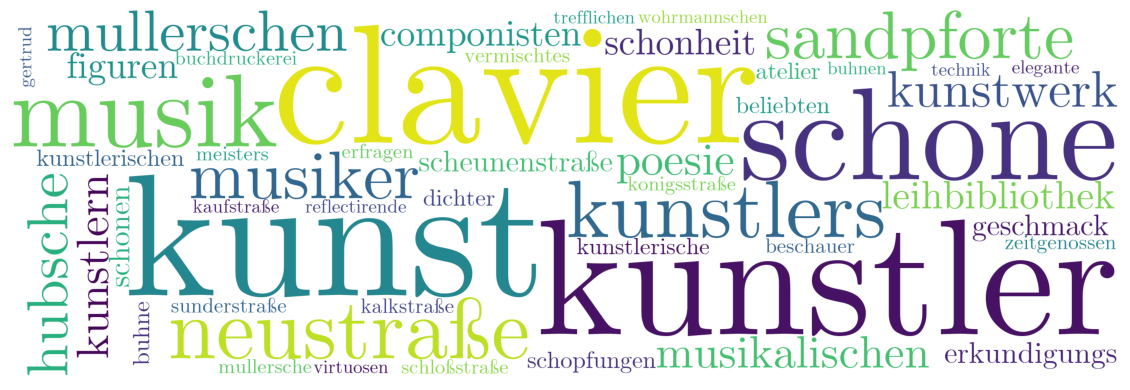 gertrud
mullerschen
figuren
buchdruckerei
clavier
componisten
trefflichen
wohrmannschen
vermischtes
schonheit
sandpforte
atelier
buhnen
technik
elegante
beliebten
kunstwerk
musik
schone
kunstlerischen
meisters
erfragen
scheunenstraße
poesie
konigsstraße
musiker
leihbibliothek
hubsche
kunstlern
schonen
kunst
kaufstraße
reflectirende
dichter
kunstlers
geschmack
kunstlerische
beschauer
zeitgenossen
kunstler
buhne
sunderstraße
kalkstraße
neustraße
mullersche
virtuosen
schloßstraße
schopfungen
musikalischen
erkundigungs